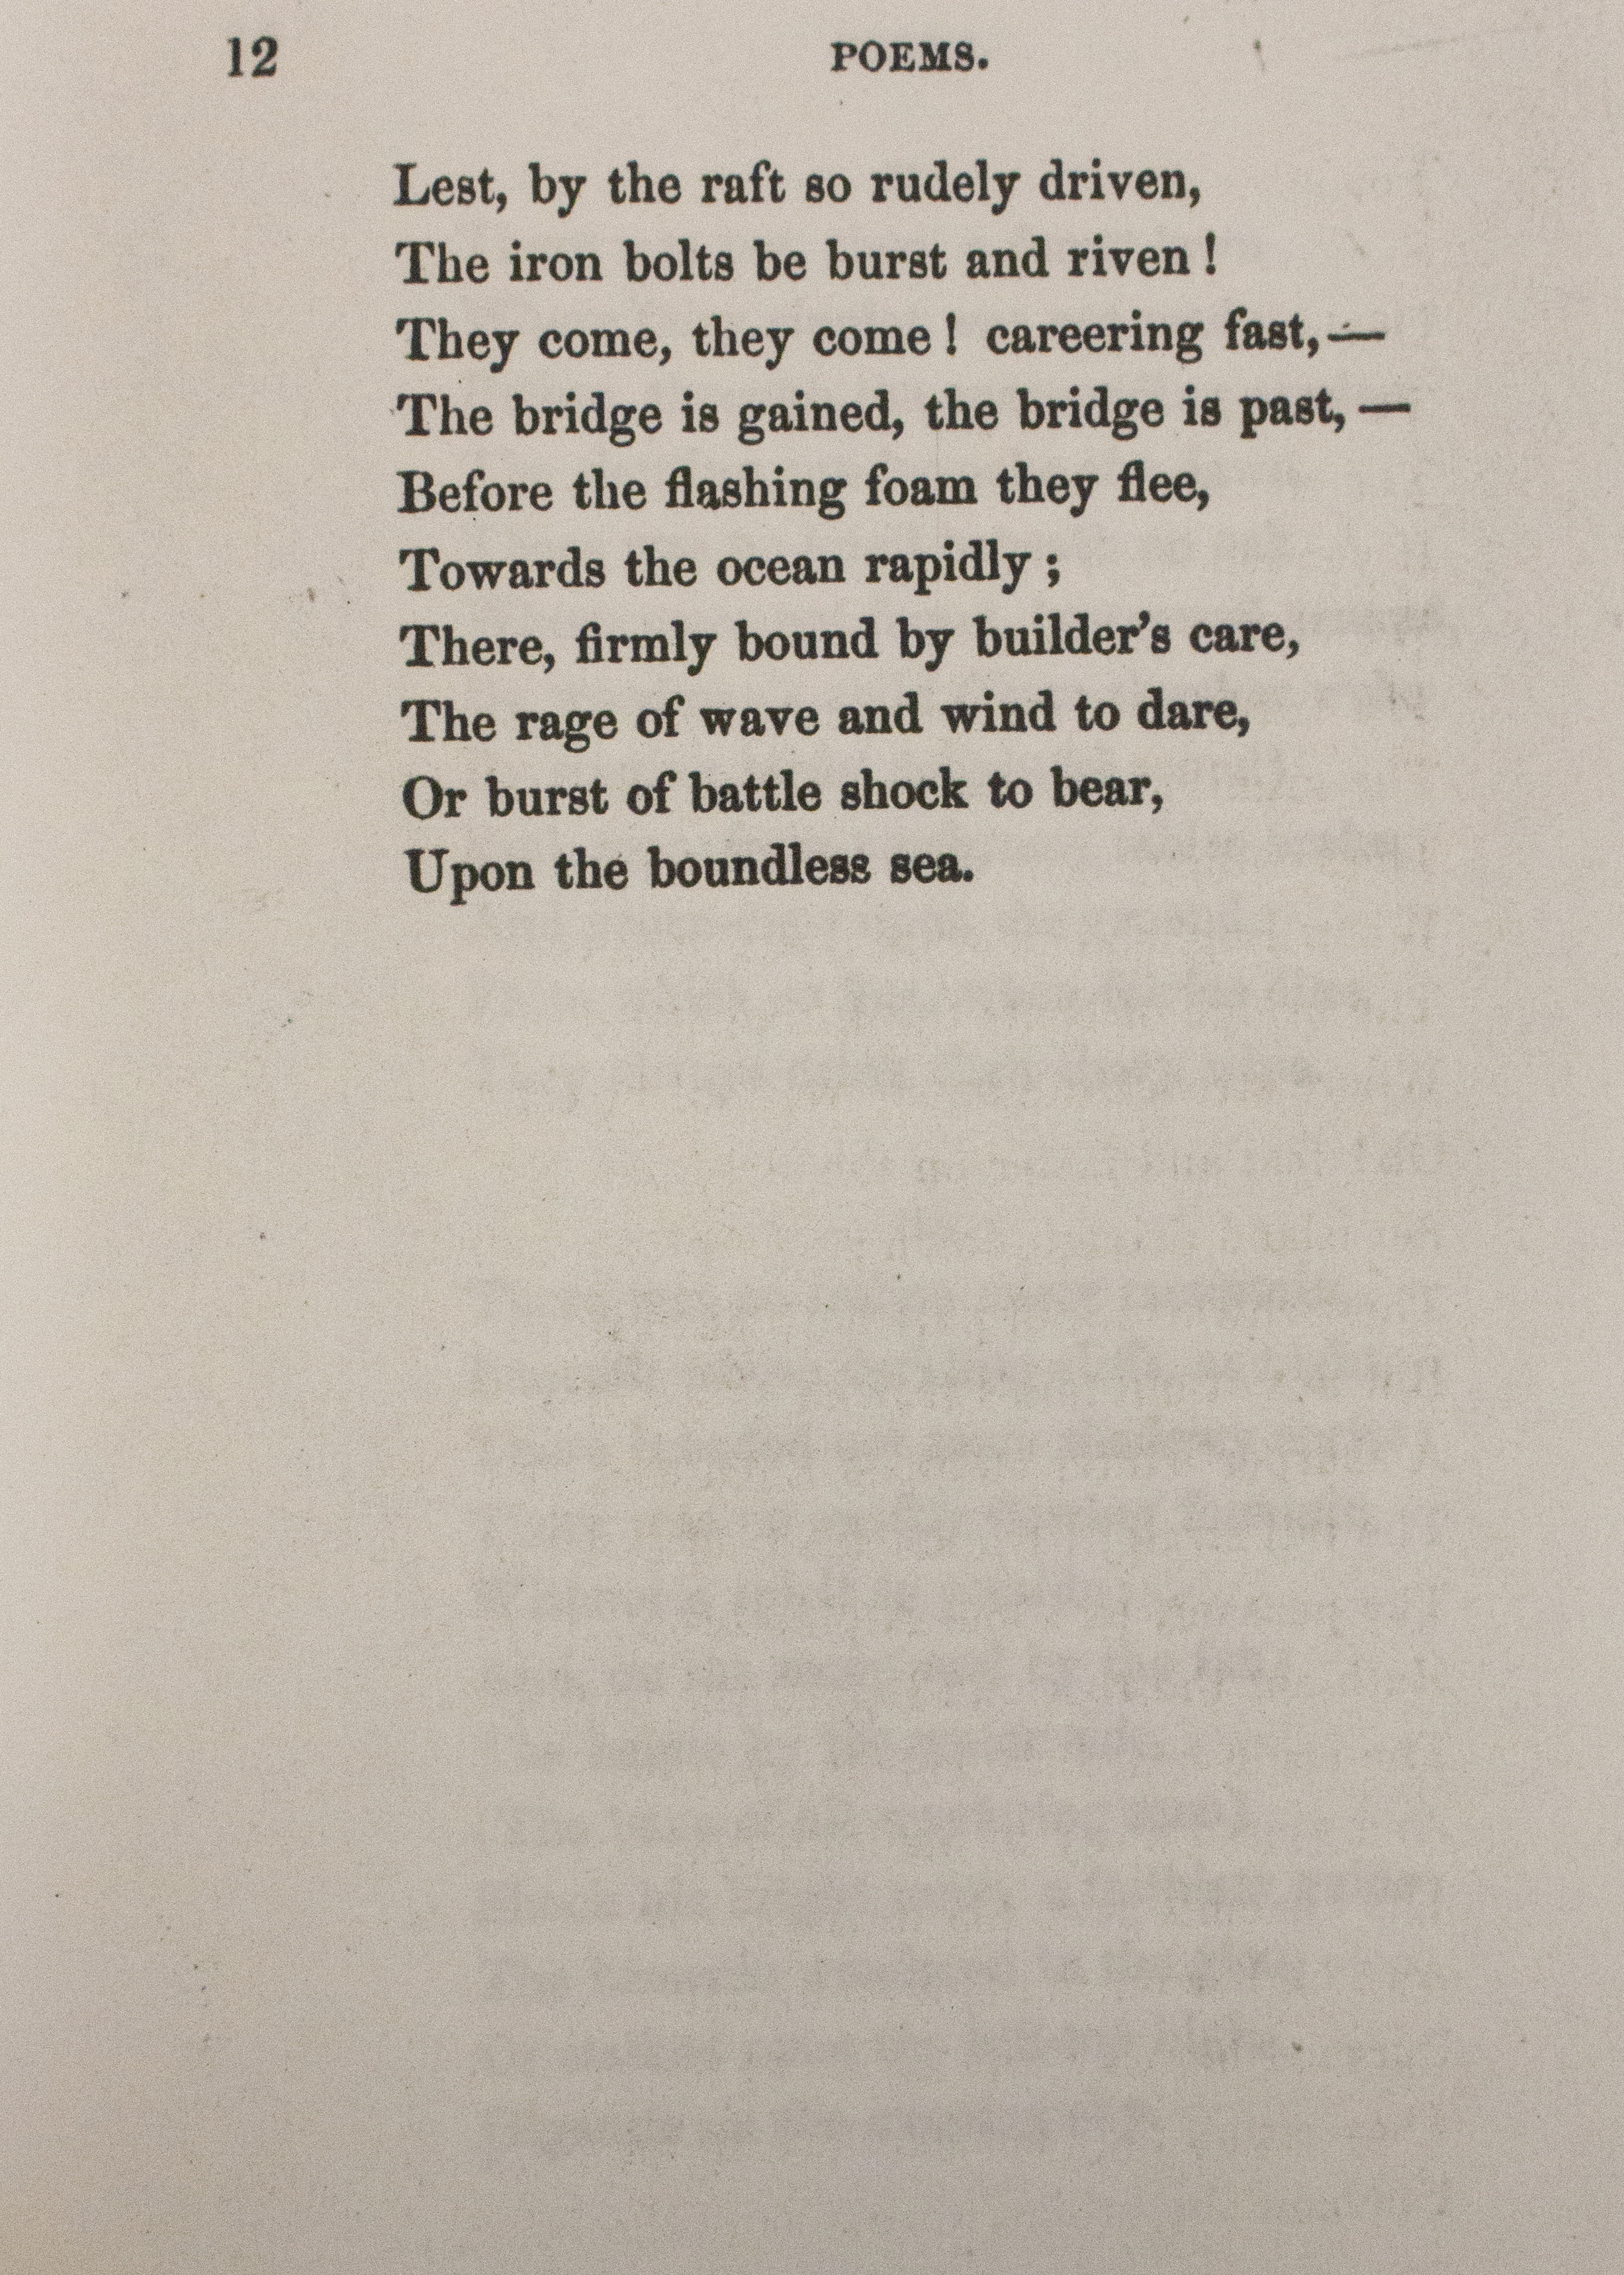 12 POEMS.
Lest, by the raft so rudely driven,
The iron bolts be burst and riven !
They come, they come ! careering fast,—
The bridge is gained, the bridge is past, —
Before the flashing foam they flee,
Towards the ocean rapidly ;
There, firmly bound by builder's care,
The rage of wave and wind to dare,
Or burst of battle shock to bear,
Upon the boundless sea.